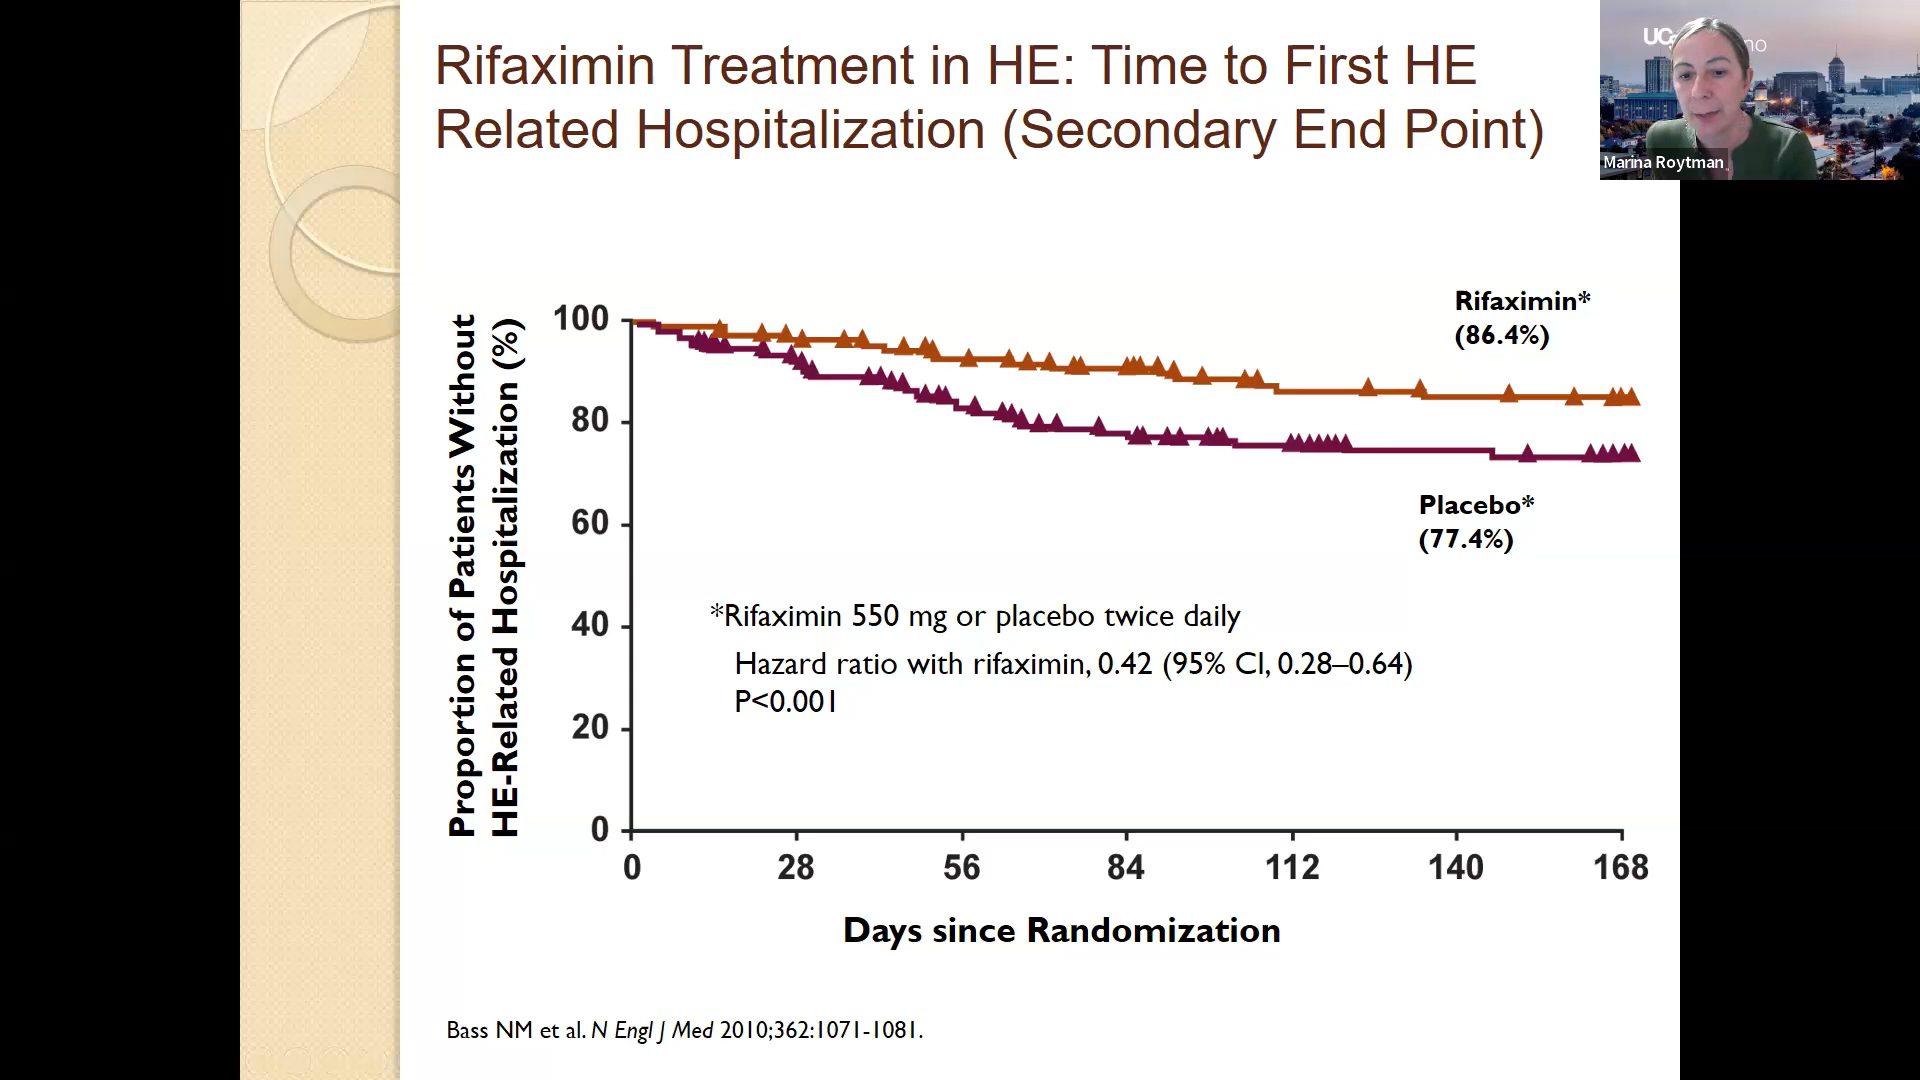 Rifaximin Treatment in HE: Time to First HE
Related Hospitalization (Secondary End Point)
Marina Roytman
Proportion of Patients Without
HE-Related Hospitalization (%)
100
80
60
40
20
0
Rifaximin*
(86.4%)
Placebo*
(77.4%)
*Rifaximin 550 mg or placebo twice daily
Hazard ratio with rifaximin, 0.42 (95% CI, 0.28–0.64)
P<0.001
0 28 56 84 112 140 168
Days since Randomization
Bass NM et al. N Engl J Med 2010;362:1071-1081.